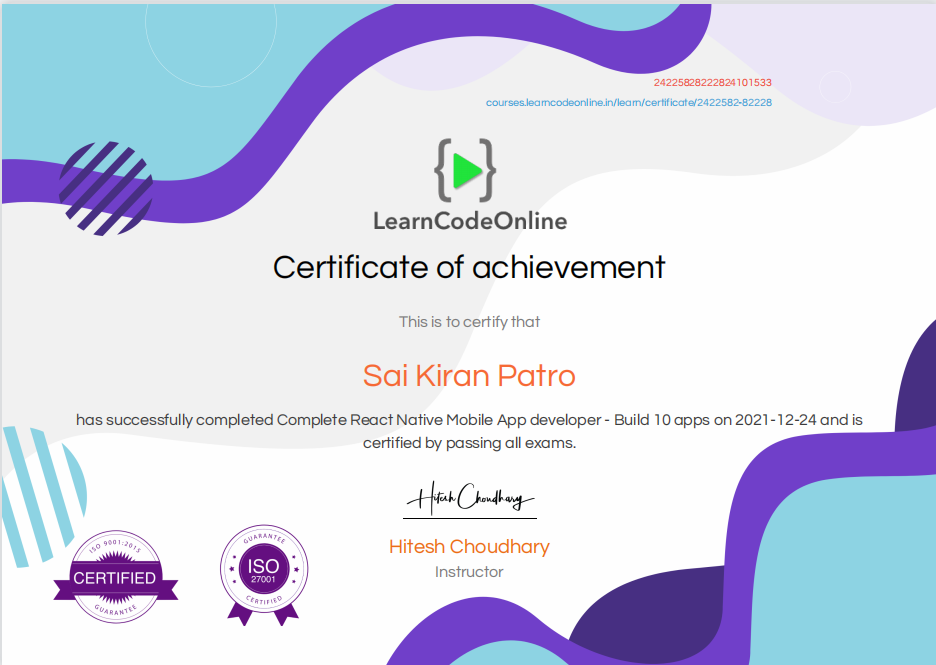 24225828222824101533
courses.learncodeonline.in/learn/certificate/2422582-82228
LearnCodeOnline
Certificate of achievement
This is to certify that
Sai Kiran Patro
has successfully completed Complete React Native Mobile App developer - Build 10 apps on 2021-12-24 and is
certified by passing all exams.
Hitesh Choudhary
Hitesh Choudhary
Instructor
ISO 9001:2015
CERTIFIED
GUARANTEE
GUARANTEE
ISO
27001
CERTIFIED